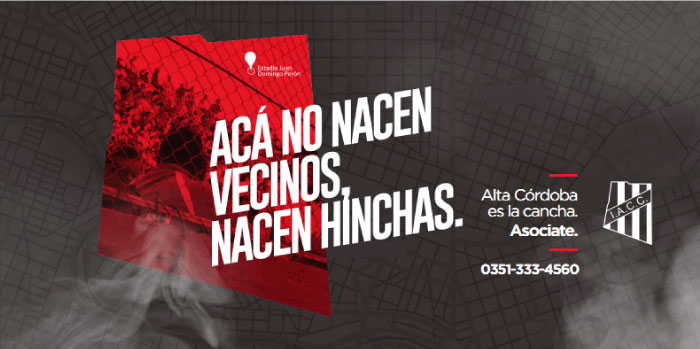 Estadio Juan
Domingo Perón
ACÁ NO NACEN
VECINOS,
NACEN HINCHAS.
Alta Córdoba
es la cancha.
Asociate.
0351-333-4560
I.A.C.C.